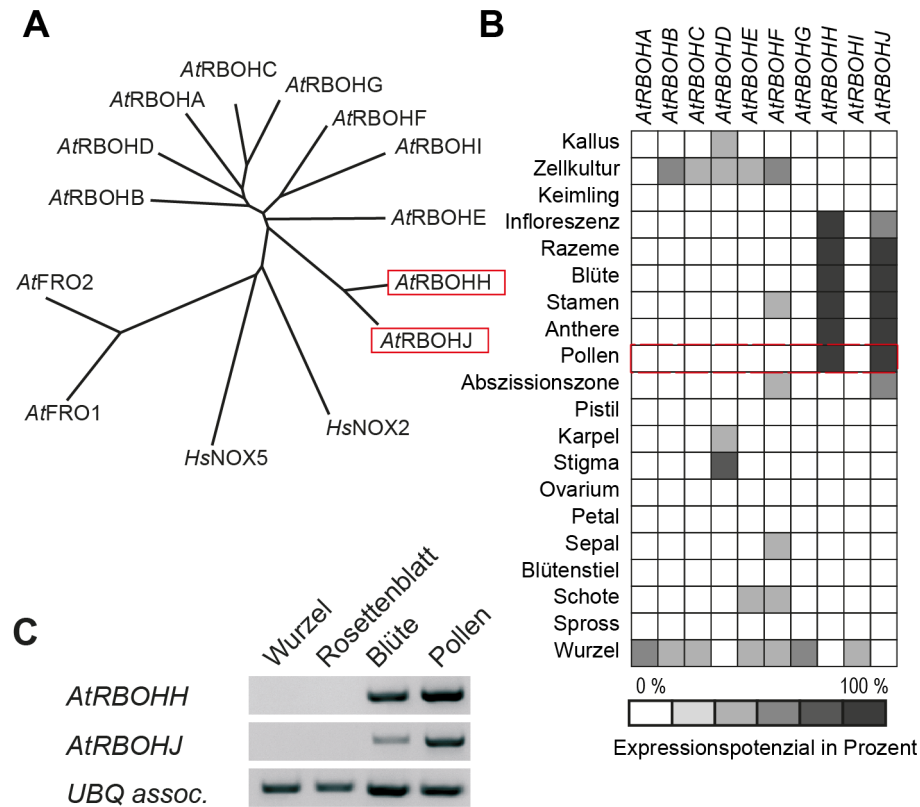 A
AtRBOHC
AtRBOHG
AtRBOHA
AtRBOHF
AtRBOHD
AtRBOHI
AtRBOHB
AtRBOHE
AtFRO2
AtRBOHH
AtRBOHJ
AtFRO1
HsNOX2
HsNOX5
B
AtRBOHA
AtRBOHB
AtRBOHC
AtRBOHD
AtRBOHE
AtRBOHF
AtRBOHG
AtRBOHH
AtRBOHI
AtRBOHJ
Kallus
Zellkultur
Keimling
Infloreszenz
Razeme
Blüte
Stamen
Anthere
Pollen
Abszissionszone
Pistil
Karpel
Stigma
Ovarium
Petal
Sepal
Blütenstiel
Schote
Spross
Wurzel
0 % 100 %
Expressionspotenzial in Prozent
C
Wurzel
Rosettenblatt
Blüte
Pollen
AtRBOHH
AtRBOHJ
UBQ assoc.